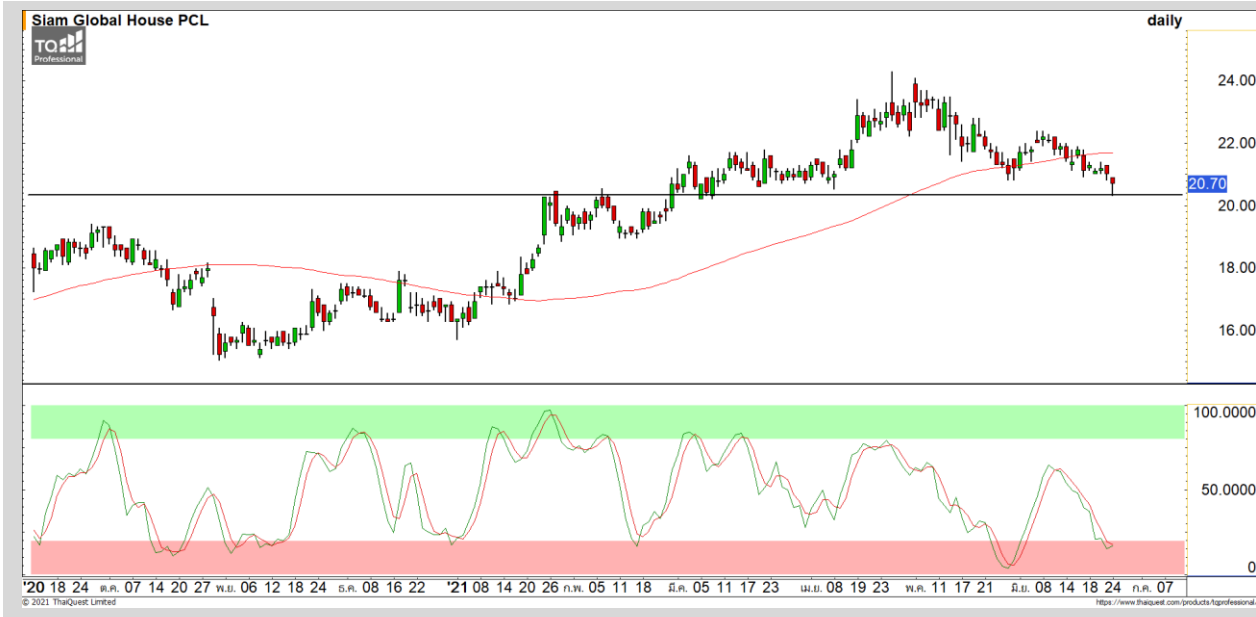 Siam Global House PCL daily
TQ
Professional
24.00
22.00
20.70
20.00
18.00
16.00
100.0000
50.0000
0
'20 18 24 ต.ค. 07 14 20 27 พ.ย. 06 12 18 24 ธ.ค. 08 16 22 '21 08 14 20 26 ก.พ. 05 11 18 มี.ค. 05 11 17 23 เม.ย. 08 19 23 พ.ค. 11 17 21 มิ.ย. 08 14 18 24 ก.ค. 07
© 2021 ThaiQuest Limited https://www.thaiquest.com/products/tqprofessional/